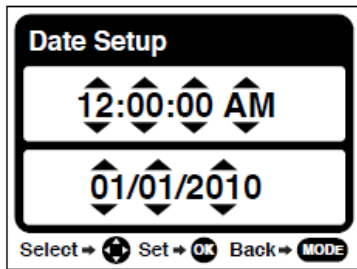 Date Setup
12:00:00 AM
01/01/2010
Select ➡ Set ➡ OK Back ➡ MODE